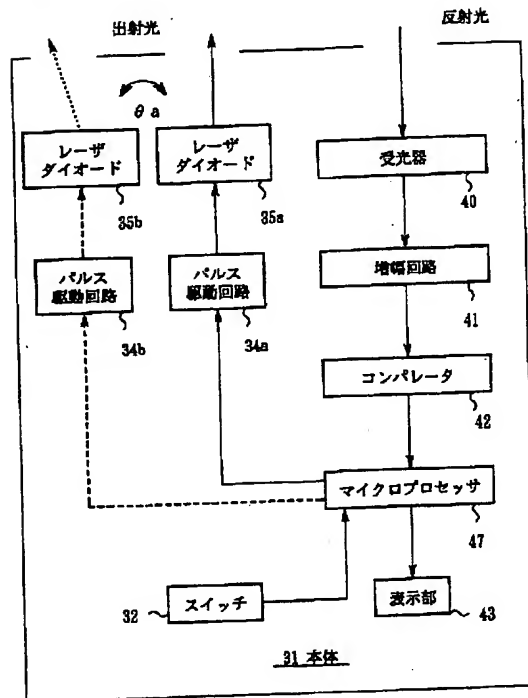 出射光
反射光
θa
レーザ
ダイオード
35b
レーザ
ダイオード
35a
受光器
40
パルス
駆動回路
34b
パルス
駆動回路
34a
増幅回路
41
コンパレータ
42
マイクロプロセッサ
47
32
スイッチ
表示部
43
31 本体